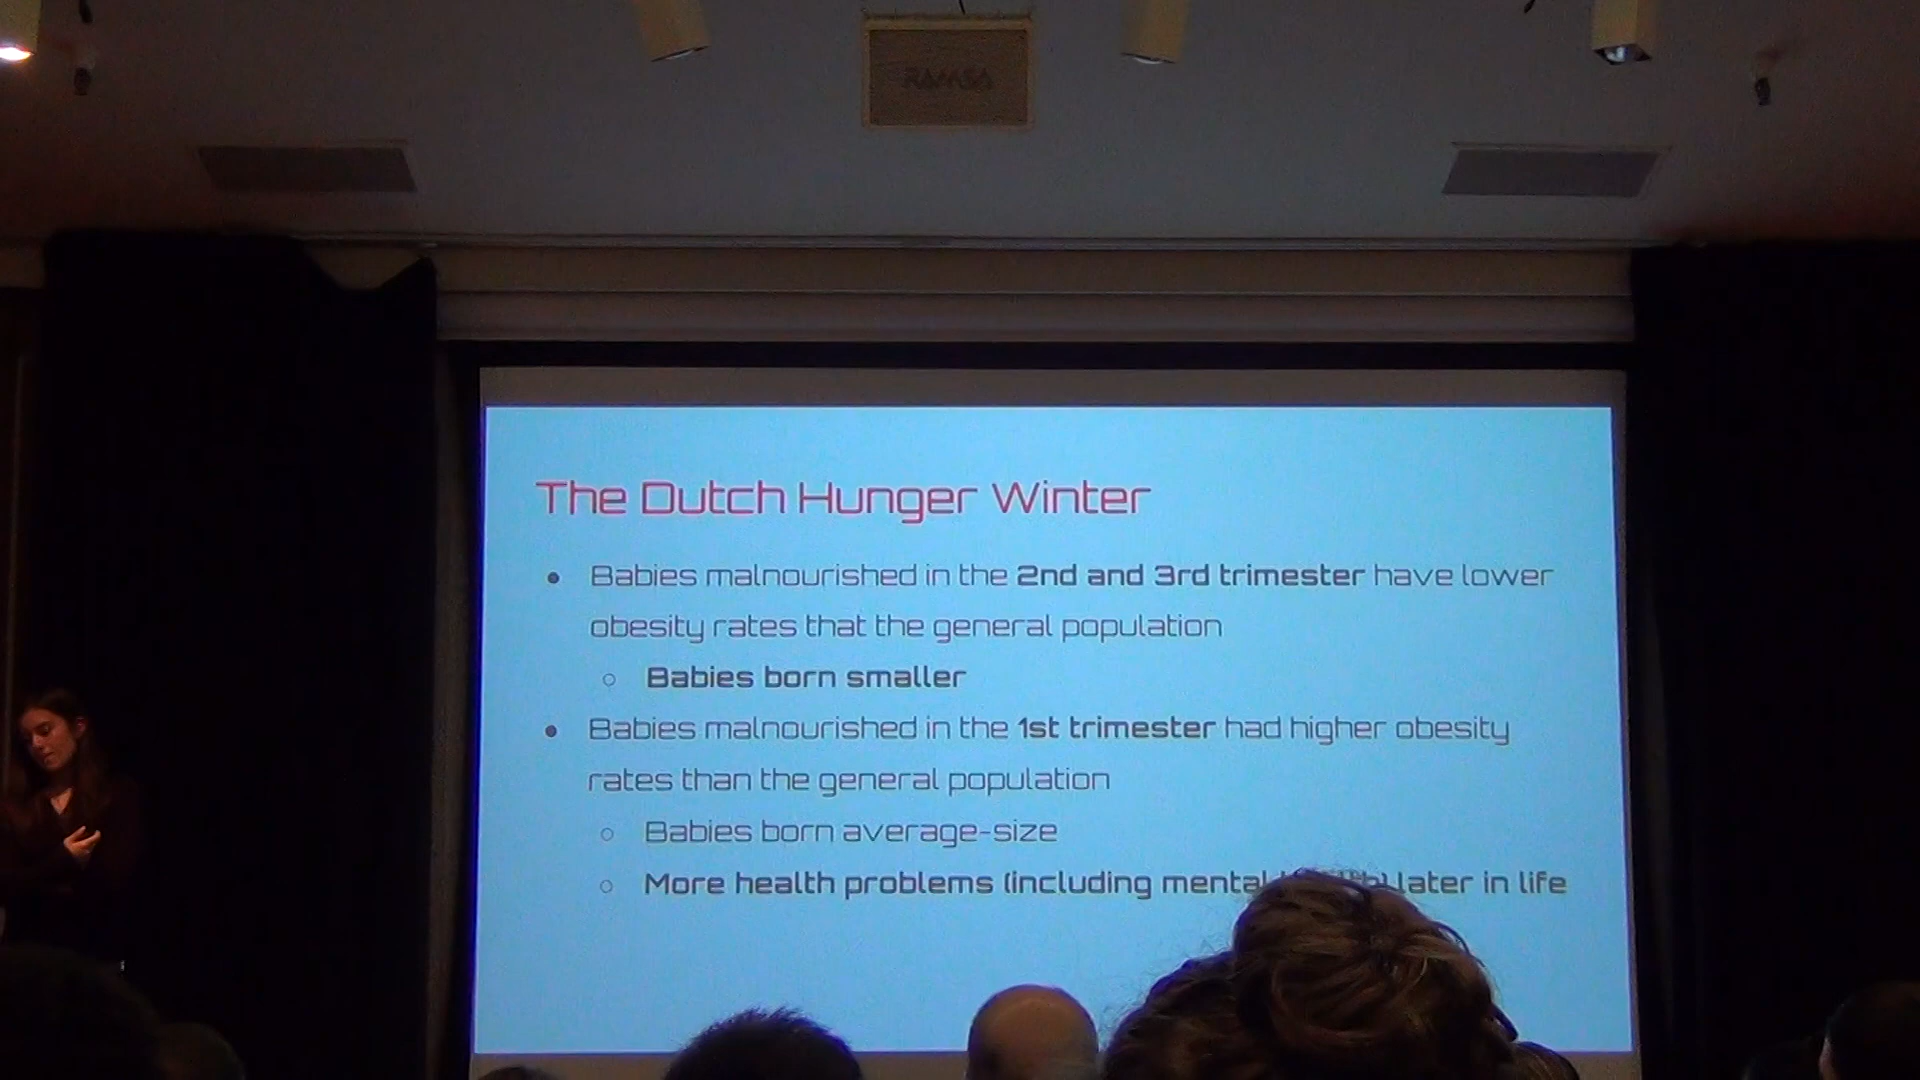 RAMSA
The Dutch Hunger Winter
Babies malnourished in the 2nd and 3rd trimester have lower
obesity rates that the general population
Babies born smaller
Babies malnourished in the 1st trimester had higher obesity
rates than the general population
Babies born average-size
More health problems (including mental later in life